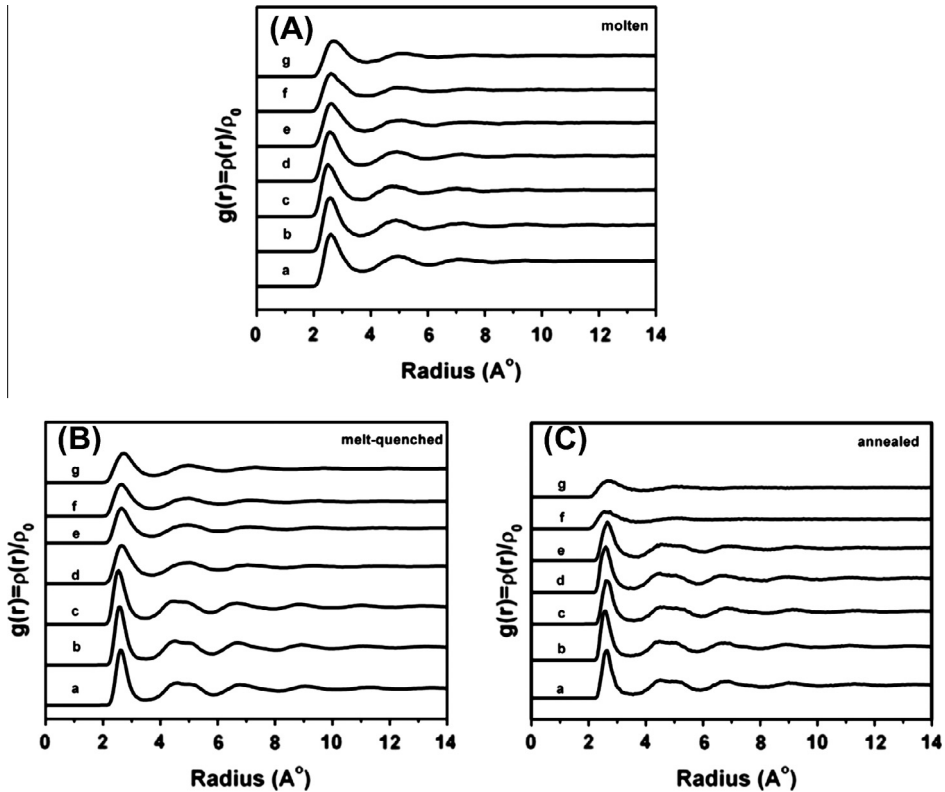 (A)
molten
g
f
e
d
c
b
a
g(r)=ρ(r)/ρ0
0 2 4 6 8 10 12 14
Radius (A°)
(B)
melt-quenched
g
f
e
d
c
b
a
g(r)=ρ(r)/ρ0
0 2 4 6 8 10 12 14
Radius (A°)
(C)
annealed
g
f
e
d
c
b
a
g(r)=ρ(r)/ρ0
0 2 4 6 8 10 12 14
Radius (A°)